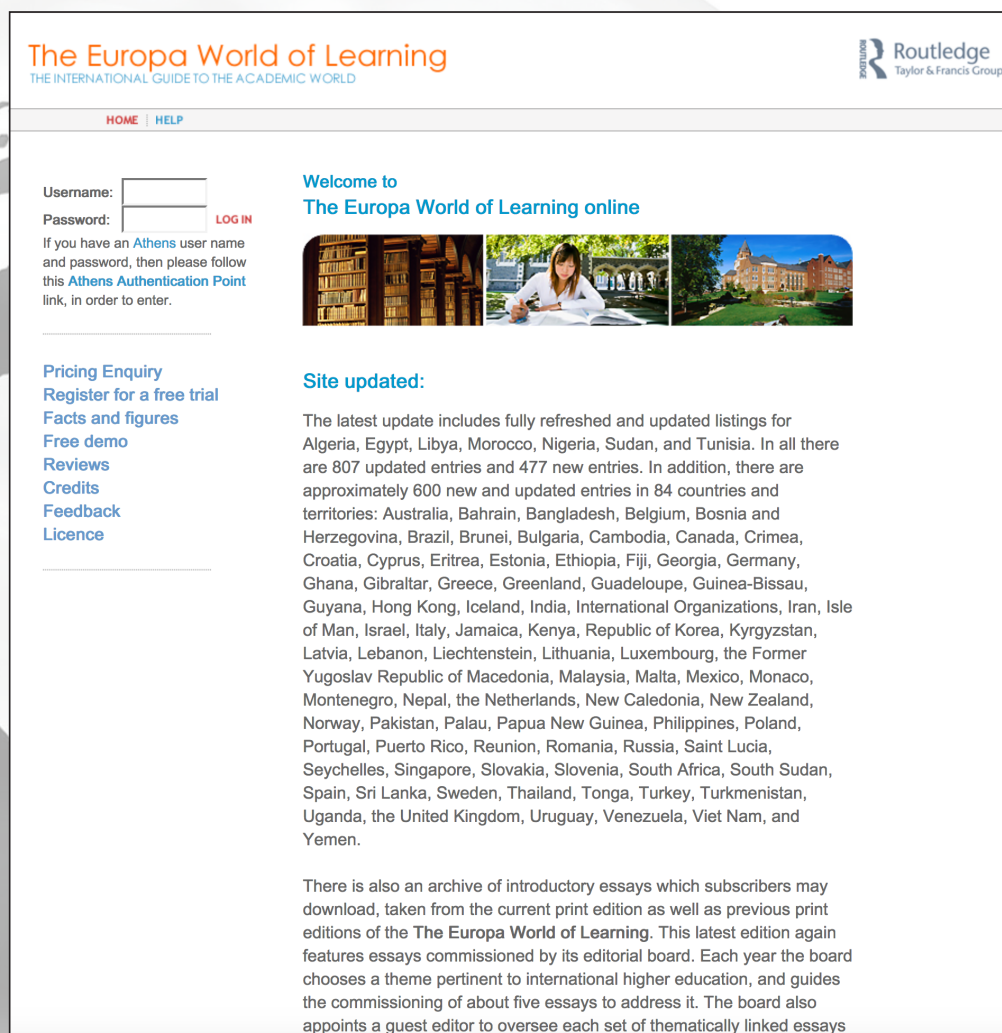 The Europa World of Learning
THE INTERNATIONAL GUIDE TO THE ACADEMIC WORLD
ROUTLEDGE
Routledge
Taylor & Francis Group
HOME | HELP
Username:
Password:
LOG IN
If you have an Athens user name
and password, then please follow
this Athens Authentication Point
link, in order to enter.
Pricing Enquiry
Register for a free trial
Facts and figures
Free demo
Reviews
Credits
Feedback
Licence
Welcome to
The Europa World of Learning online
Site updated:
The latest update includes fully refreshed and updated listings for
Algeria, Egypt, Libya, Morocco, Nigeria, Sudan, and Tunisia. In all there
are 807 updated entries and 477 new entries. In addition, there are
approximately 600 new and updated entries in 84 countries and
territories: Australia, Bahrain, Bangladesh, Belgium, Bosnia and
Herzegovina, Brazil, Brunei, Bulgaria, Cambodia, Canada, Crimea,
Croatia, Cyprus, Eritrea, Estonia, Ethiopia, Fiji, Georgia, Germany,
Ghana, Gibraltar, Greece, Greenland, Guadeloupe, Guinea-Bissau,
Guyana, Hong Kong, Iceland, India, International Organizations, Iran, Isle
of Man, Israel, Italy, Jamaica, Kenya, Republic of Korea, Kyrgyzstan,
Latvia, Lebanon, Liechtenstein, Lithuania, Luxembourg, the Former
Yugoslav Republic of Macedonia, Malaysia, Malta, Mexico, Monaco,
Montenegro, Nepal, the Netherlands, New Caledonia, New Zealand,
Norway, Pakistan, Palau, Papua New Guinea, Philippines, Poland,
Portugal, Puerto Rico, Reunion, Romania, Russia, Saint Lucia,
Seychelles, Singapore, Slovakia, Slovenia, South Africa, South Sudan,
Spain, Sri Lanka, Sweden, Thailand, Tonga, Turkey, Turkmenistan,
Uganda, the United Kingdom, Uruguay, Venezuela, Viet Nam, and
Yemen.
There is also an archive of introductory essays which subscribers may
download, taken from the current print edition as well as previous print
editions of the The Europa World of Learning. This latest edition again
features essays commissioned by its editorial board. Each year the board
chooses a theme pertinent to international higher education, and guides
the commissioning of about five essays to address it. The board also
appoints a guest editor to oversee each set of thematically linked essays